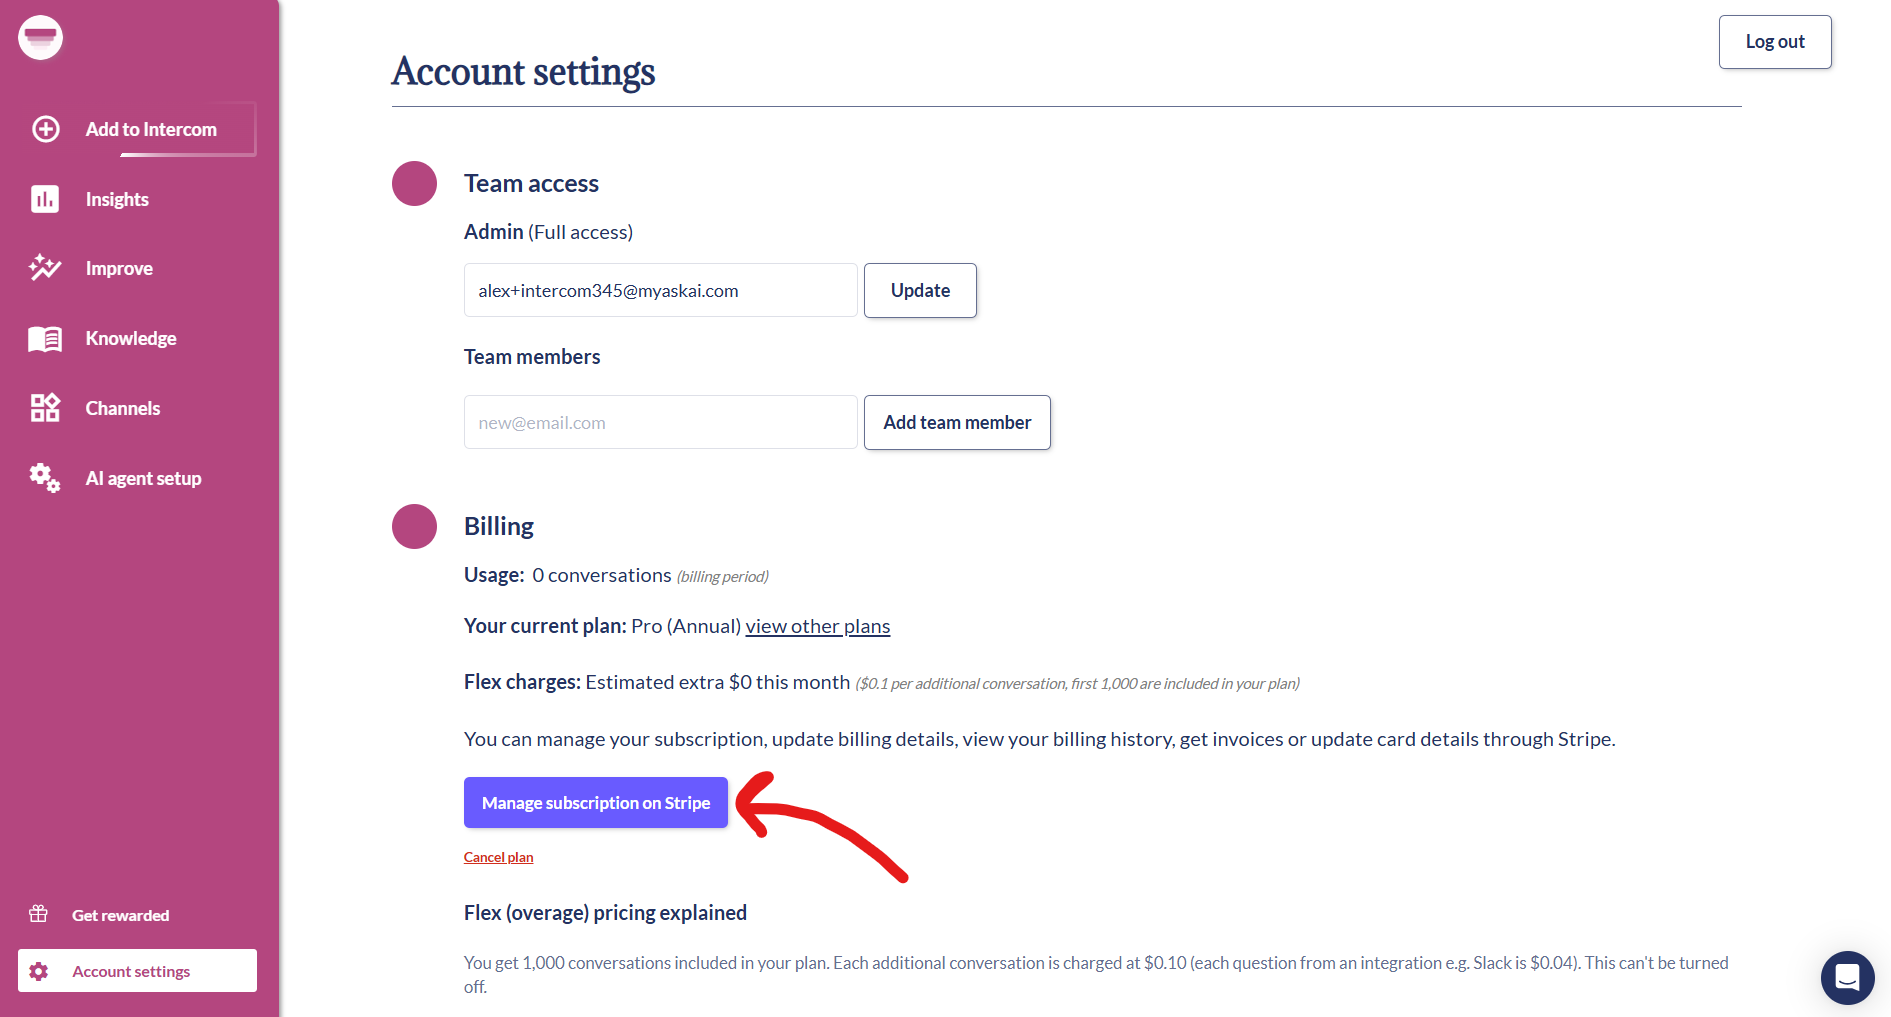 Log out
Account settings
Add to Intercom
Insights
Improve
Knowledge
Channels
AI agent setup
Get rewarded
Account settings
Team access
Admin (Full access)
alex+intercom345@myaskai.com
Update
Team members
new@email.com
Add team member
Billing
Usage: 0 conversations (billing period)
Your current plan: Pro (Annual) view other plans
Flex charges: Estimated extra $0 this month ($0.1 per additional conversation, first 1,000 are included in your plan)
You can manage your subscription, update billing details, view your billing history, get invoices or update card details through Stripe.
Manage subscription on Stripe
Cancel plan
Flex (overage) pricing explained
You get 1,000 conversations included in your plan. Each additional conversation is charged at $0.10 (each question from an integration e.g. Slack is $0.04). This can't be turned
off.